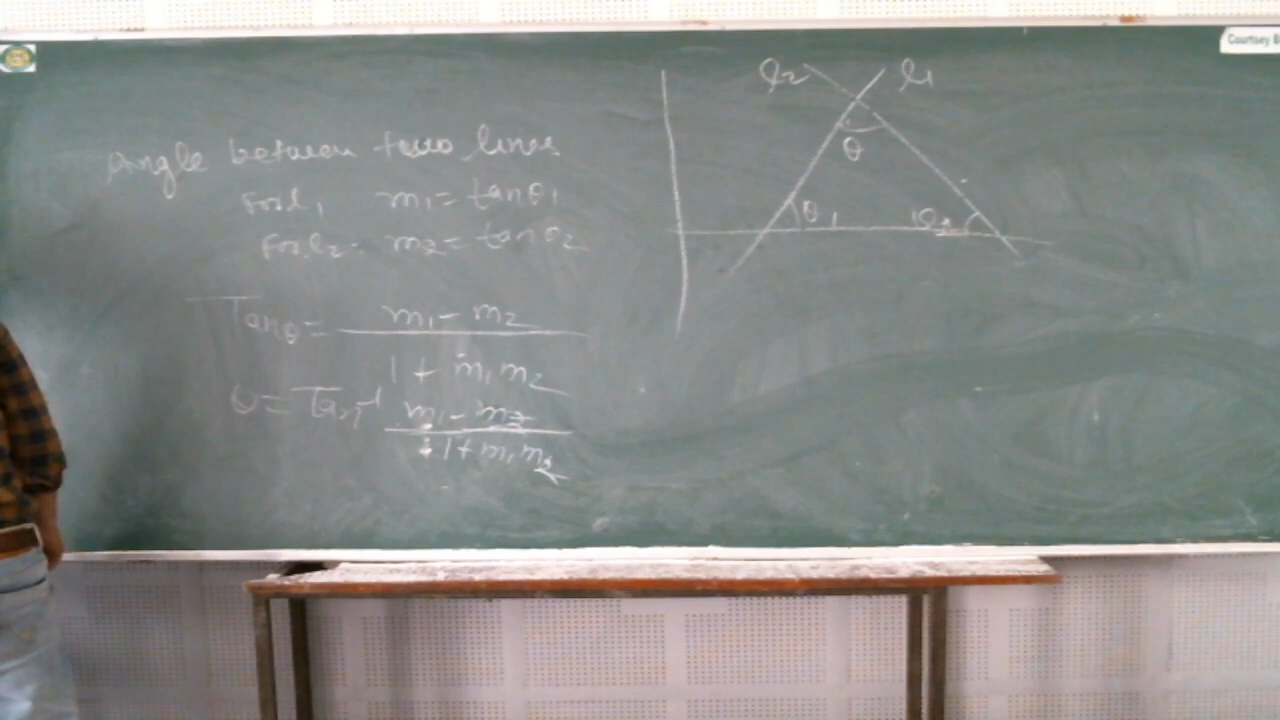 Angle between two lines
for l₁ m₁ = tanθ₁
for l₂ m₂ = tanθ₂
Tanθ = m₁ - m₂
1 + m₁m₂
θ = Tan⁻¹ m₁ - m₂
1 + m₁m₂
l₂ l₁
θ
θ₁ θ₂
Courtsey